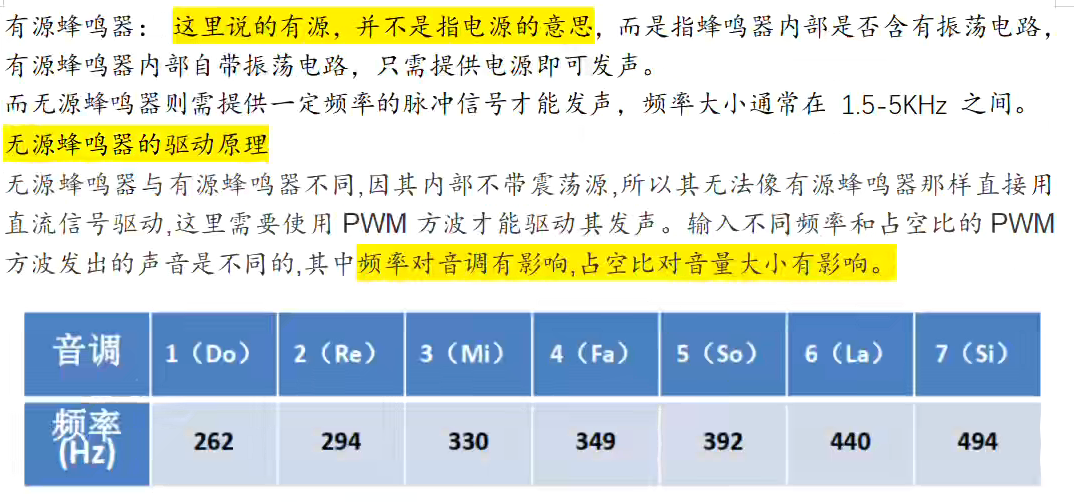 有源蜂鸣器： 这里说的有源，并不是指电源的意思，而是指蜂鸣器内部是否含有振荡电路，
有源蜂鸣器内部自带振荡电路，只需提供电源即可发声。
而无源蜂鸣器则需提供一定频率的脉冲信号才能发声，频率大小通常在 1.5-5KHz 之间。
无源蜂鸣器的驱动原理
无源蜂鸣器与有源蜂鸣器不同,因其内部不带震荡源,所以其无法像有源蜂鸣器那样直接用
直流信号驱动,这里需要使用 PWM 方波才能驱动其发声。输入不同频率和占空比的 PWM
方波发出的声音是不同的,其中频率对音调有影响,占空比对音量大小有影响。
音调 1（Do） 2（Re） 3（Mi） 4（Fa） 5（So） 6（La） 7（Si）
频率(Hz) 262 294 330 349 392 440 494